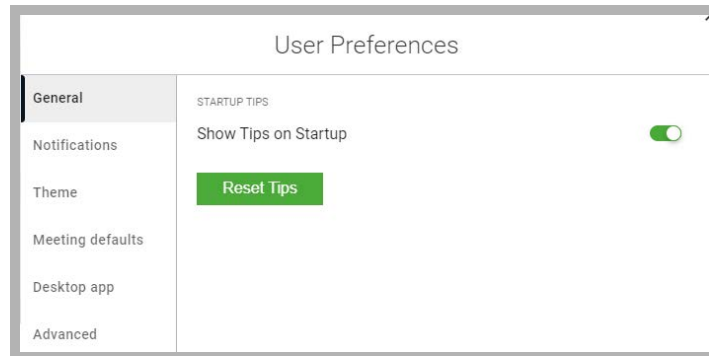 User Preferences
General
Notifications
Theme
Meeting defaults
Desktop app
Advanced
STARTUP TIPS
Show Tips on Startup
Reset Tips